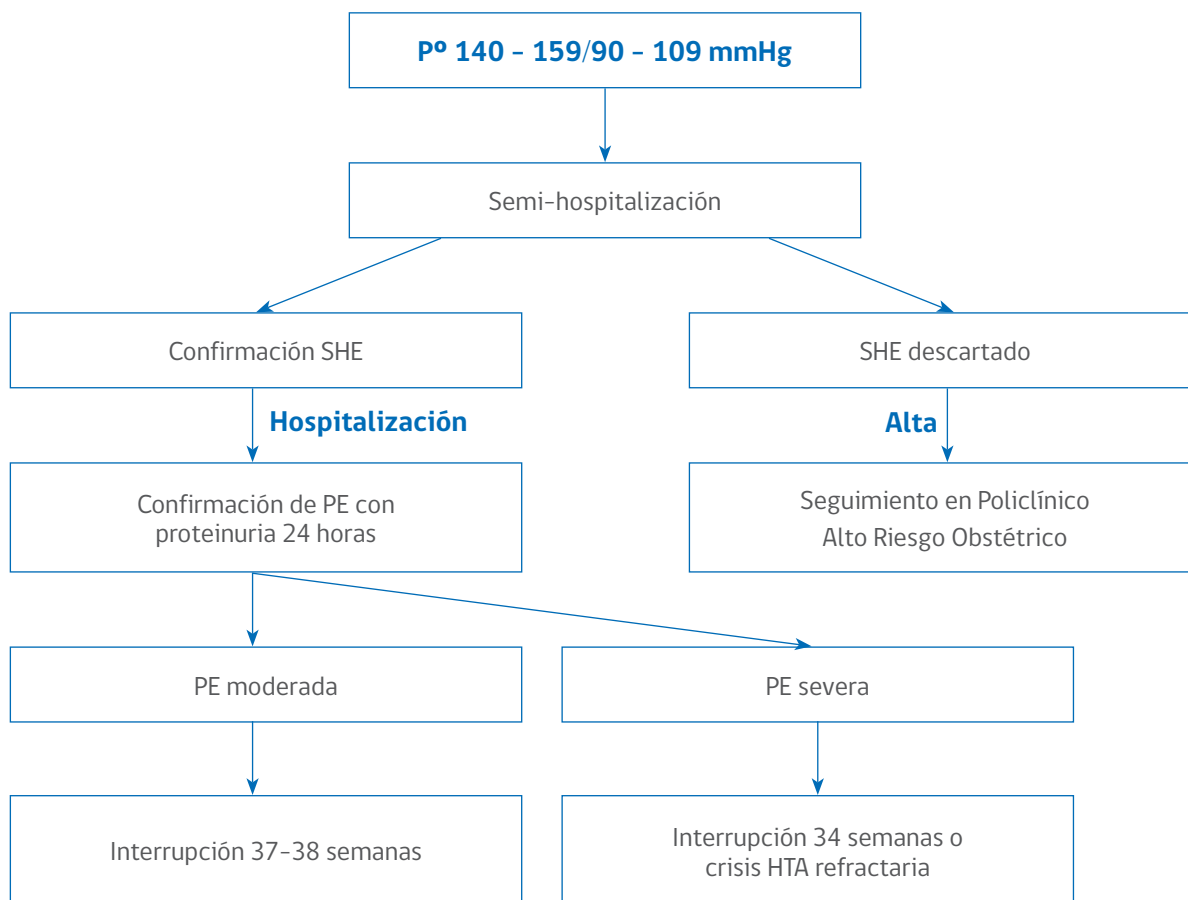 Pº 140 - 159/90 - 109 mmHg
Semi-hospitalización
Confirmación SHE
SHE descartado
Hospitalización
Alta
Confirmación de PE con
proteinuria 24 horas
Seguimiento en Policlínico
Alto Riesgo Obstétrico
PE moderada
PE severa
Interrupción 37-38 semanas
Interrupción 34 semanas o
crisis HTA refractaria